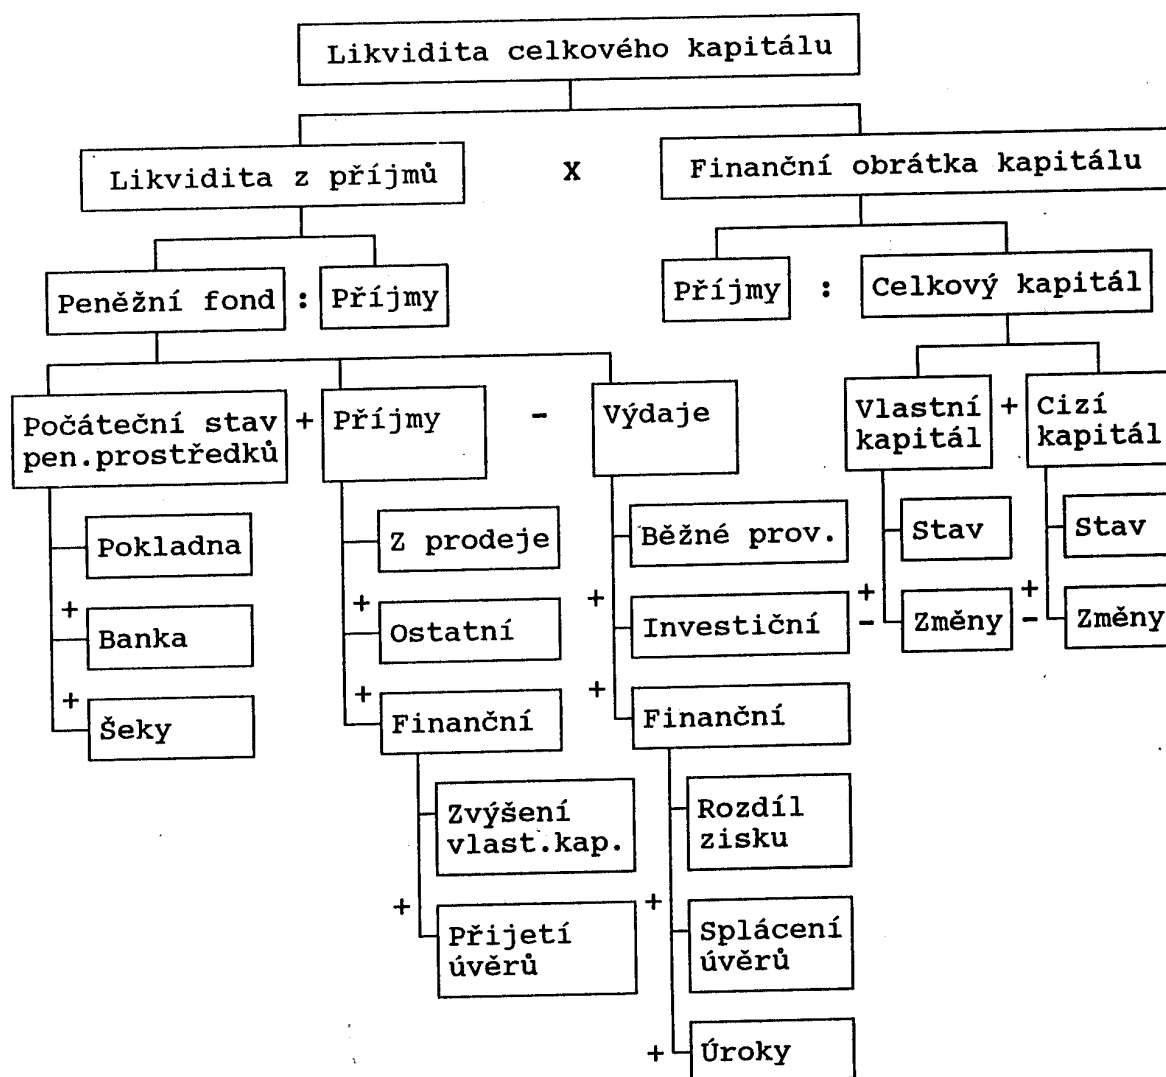 Likvidita celkového kapitálu
Likvidita z příjmů X Finanční obrátka kapitálu
Peněžní fond : Příjmy Příjmy : Celkový kapitál
Počáteční stav + Příjmy - Výdaje Vlastní + Cizí
pen.prostředků kapitál kapitál
Pokladna Z prodeje Běžné prov. Stav Stav
+ + + + +
Banka Ostatní Investiční - Změny - Změny
+ + +
Šeky Finanční Finanční
Zvýšení Rozdíl
vlast.kap. zisku
+ +
Přijetí Splácení
úvěrů úvěrů
+ Úroky